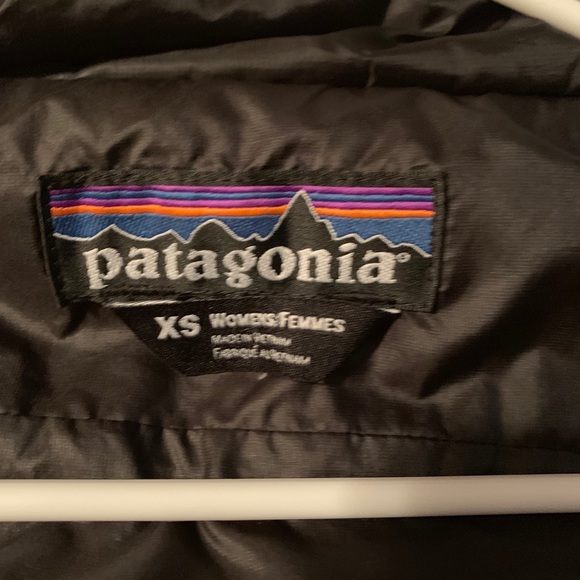 patagonia®
XS WOMENS/FEMMES
MADE IN VIETNAM
FABRIQUÉ AU VIETNAM